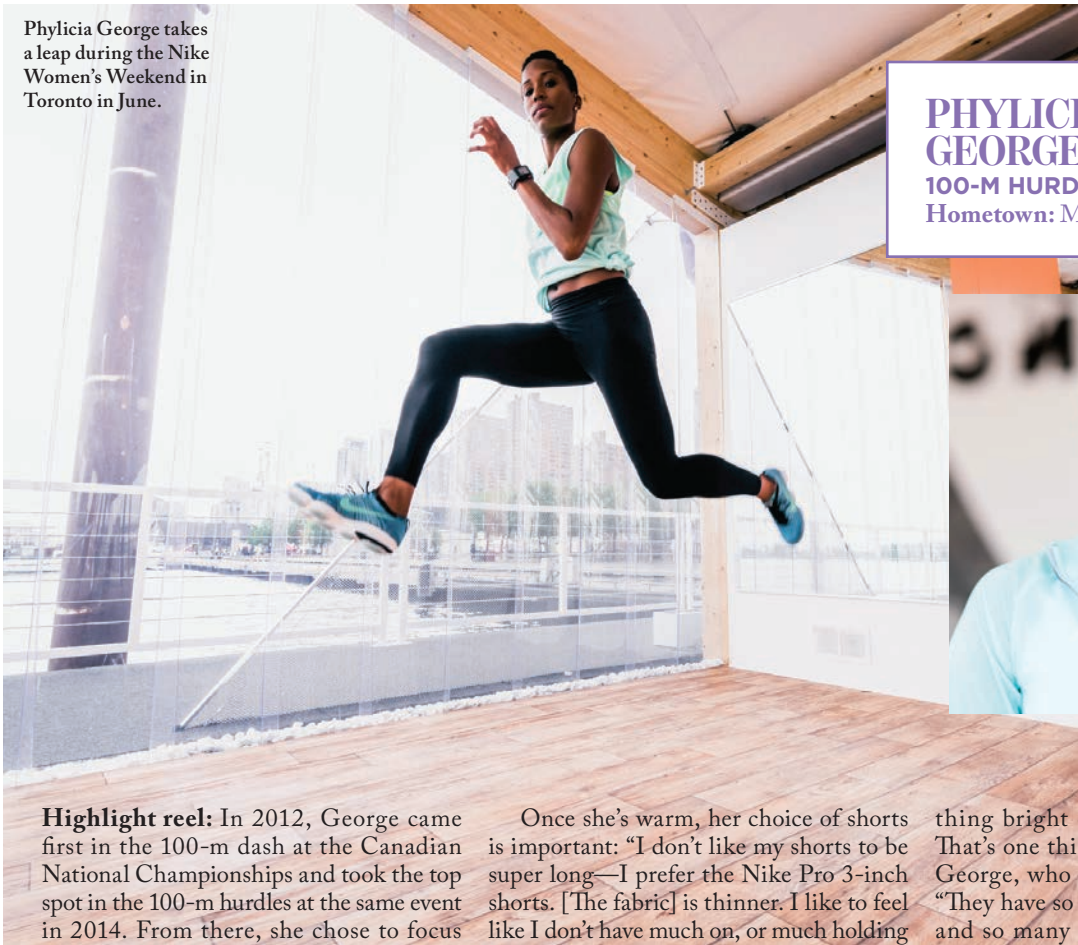 Phylicia George takes
a leap during the Nike
Women's Weekend in
Toronto in June.
PHYLICI
GEORGE
100-M HURD
Hometown: M
Highlight reel: In 2012, George came
first in the 100-m dash at the Canadian
National Championships and took the top
spot in the 100-m hurdles at the same event
in 2014. From there, she chose to focus
Once she's warm, her choice of shorts
is important: "I don't like my shorts to be
super long—I prefer the Nike Pro 3-inch
shorts. [The fabric] is thinner. I like to feel
like I don't have much on, or much holding
thing bright
That's one thi
George, who
"They have so
and so many